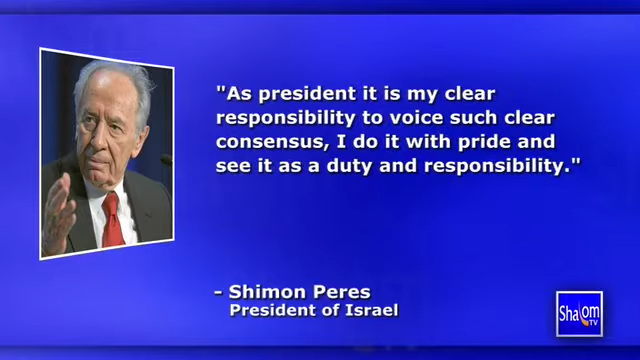 "As president it is my clear
responsibility to voice such clear
consensus, I do it with pride and
see it as a duty and responsibility."
- Shimon Peres
President of Israel
Shalom
TV